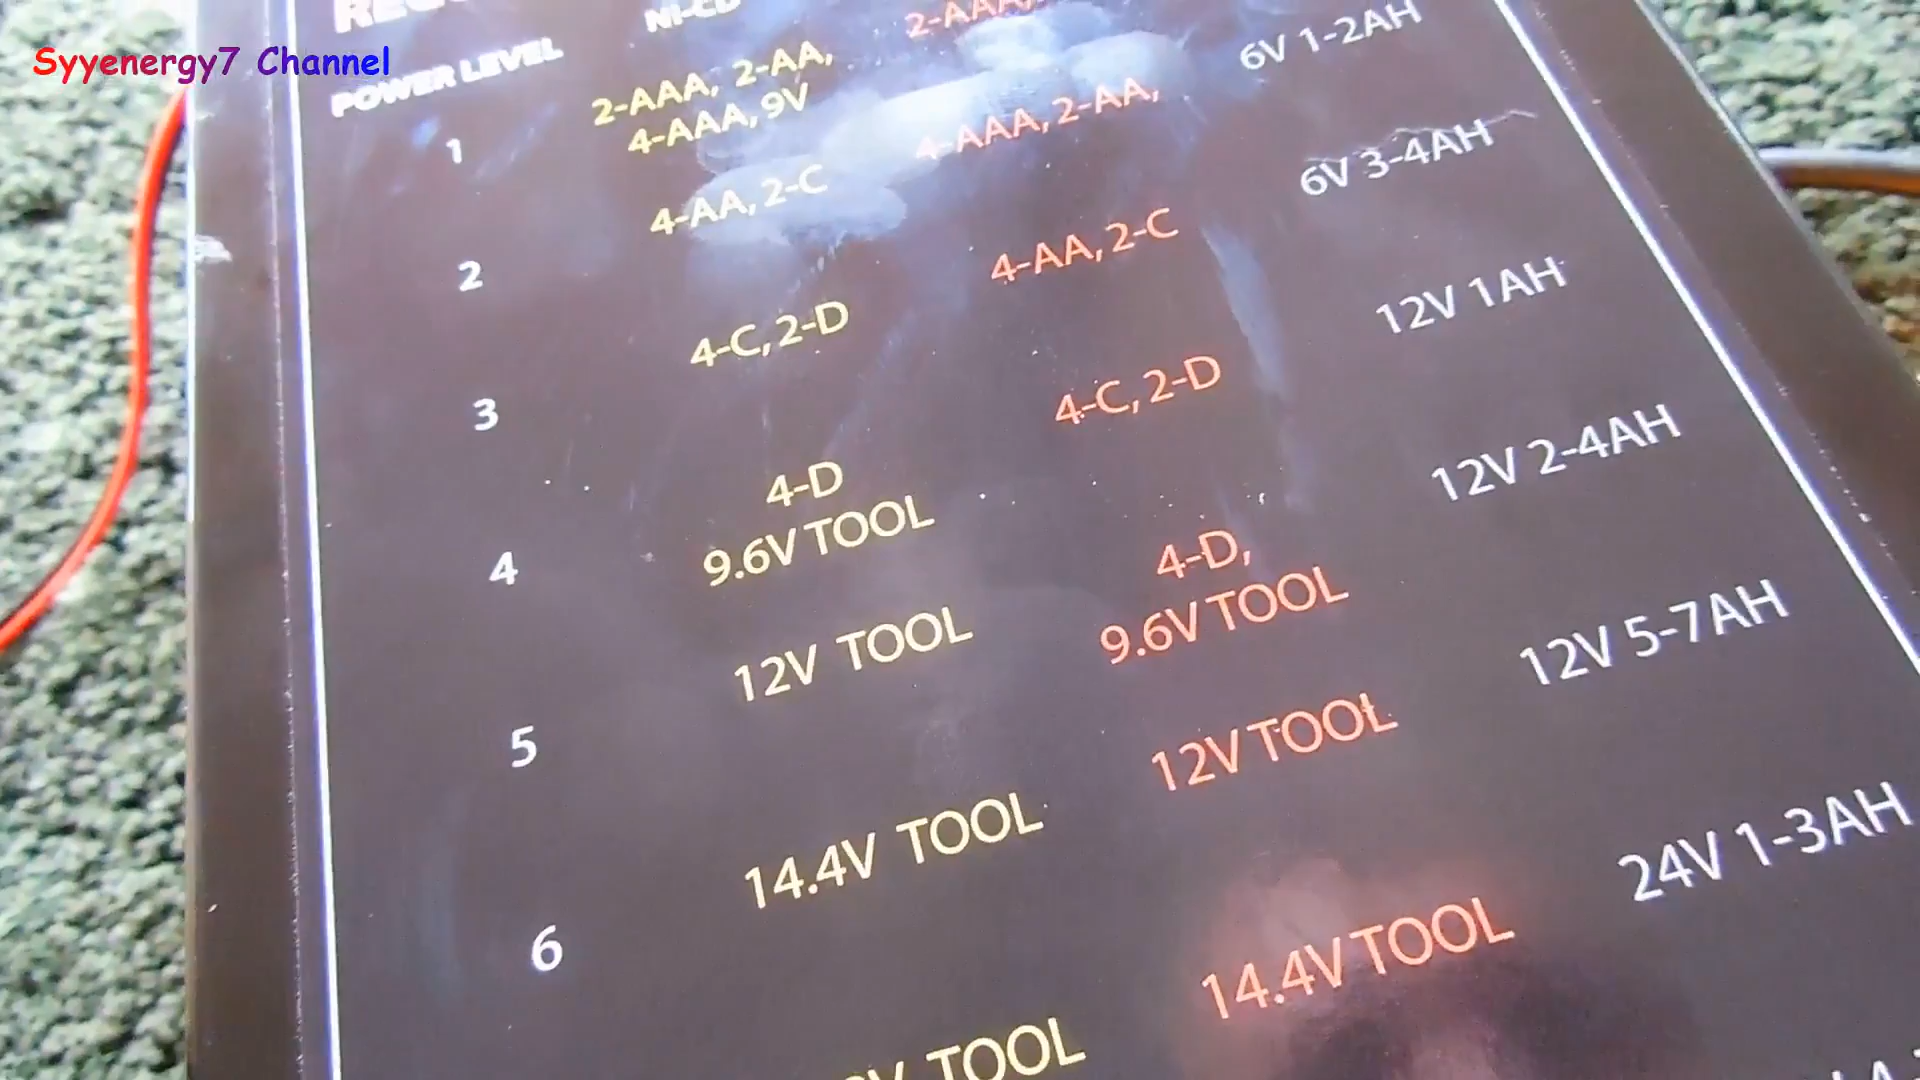 Syyenergy7 Channel
NI-CD
POWER LEVEL
2-AAA,
6V 1-2AH
1
2-AAA, 2-AA,
4-AAA, 9V
4-AAA, 2-AA,
6V 3-4AH
2
4-AA, 2-C
4-AA, 2-C
12V 1AH
3
4-C, 2-D
4-C, 2-D
12V 2-4AH
4
4-D
9.6V TOOL
4-D,
9.6V TOOL
12V 5-7AH
5
12V TOOL
12V TOOL
24V 1-3AH
6
14.4V TOOL
14.4V TOOL
TOOL